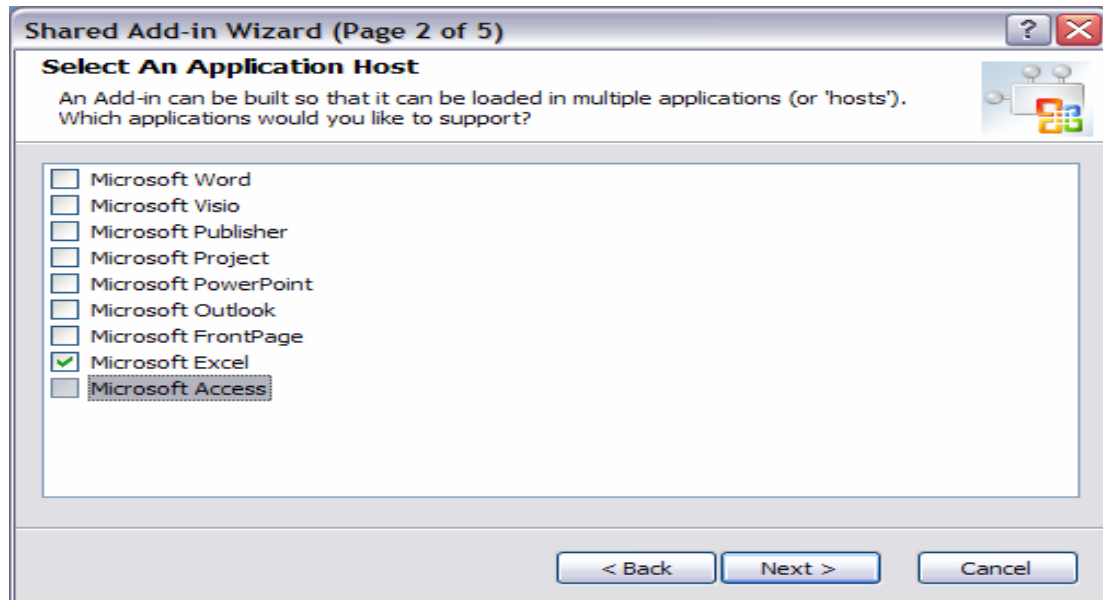 Shared Add-in Wizard (Page 2 of 5)
Select An Application Host
An Add-in can be built so that it can be loaded in multiple applications (or 'hosts').
Which applications would you like to support?
Microsoft Word
Microsoft Visio
Microsoft Publisher
Microsoft Project
Microsoft PowerPoint
Microsoft Outlook
Microsoft FrontPage
Microsoft Excel
Microsoft Access
< Back Next > Cancel